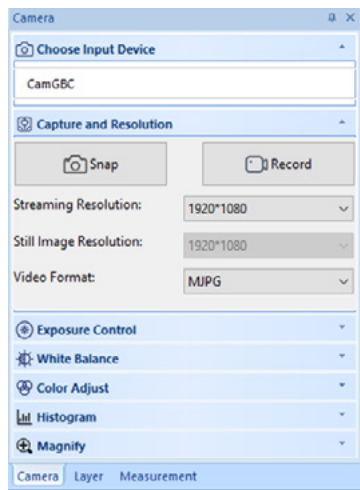 Camera
Choose Input Device
CamGBC
Capture and Resolution
Snap Record
Streaming Resolution: 1920*1080
Still Image Resolution: 1920*1080
Video Format: MJPG
Exposure Control
White Balance
Color Adjust
Histogram
Magnify
Camera Layer Measurement